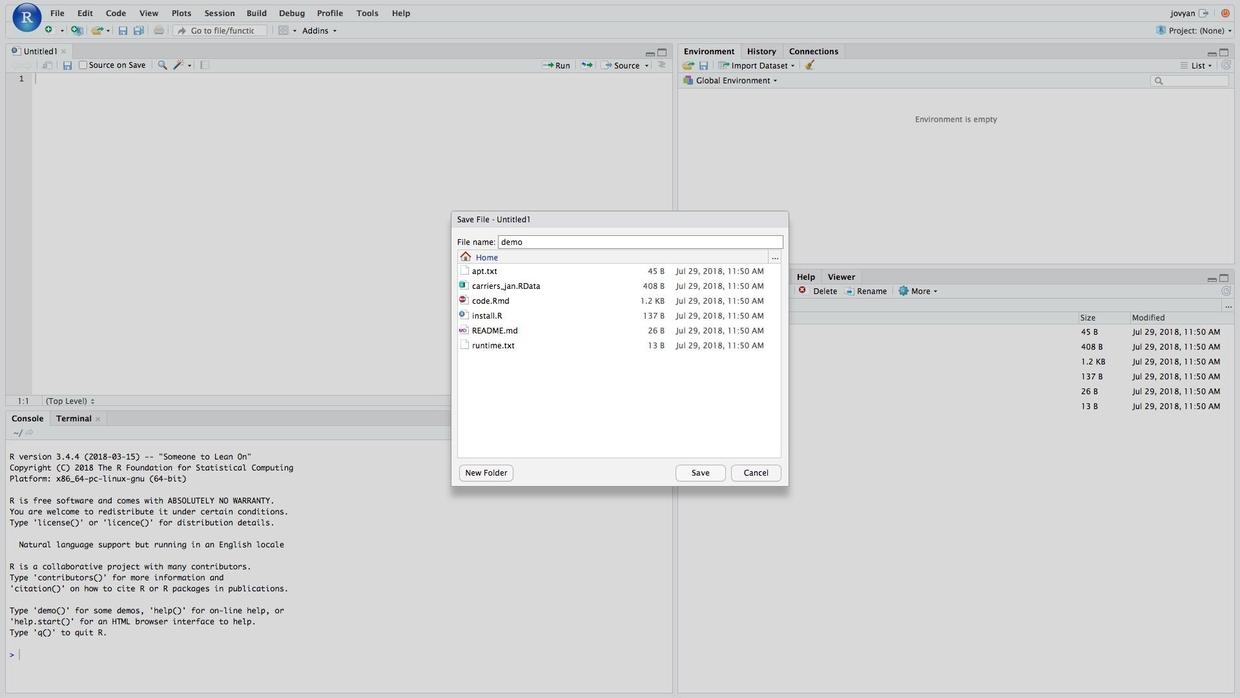 File Edit Code View Plots Session Build Debug Profile Tools Help
jovyan
R
Go to file/functic Addins
Project: (None)
Untitled1
Source on Save Run Source
1
1:1 (Top Level)
Environment History Connections
Import Dataset List
Global Environment
Environment is empty
Save File - Untitled1
File name: demo
Home ...
apt.txt 45 B Jul 29, 2018, 11:50 AM
carriers_jan.RData 408 B Jul 29, 2018, 11:50 AM
code.Rmd 1.2 KB Jul 29, 2018, 11:50 AM
install.R 137 B Jul 29, 2018, 11:50 AM
README.md 26 B Jul 29, 2018, 11:50 AM
runtime.txt 13 B Jul 29, 2018, 11:50 AM
New Folder Save Cancel
Help Viewer
Delete Rename More
...
Size Modified
45 B Jul 29, 2018, 11:50 AM
408 B Jul 29, 2018, 11:50 AM
1.2 KB Jul 29, 2018, 11:50 AM
137 B Jul 29, 2018, 11:50 AM
26 B Jul 29, 2018, 11:50 AM
13 B Jul 29, 2018, 11:50 AM
Console Terminal
~/
R version 3.4.4 (2018-03-15) -- "Someone to Lean On"
Copyright (C) 2018 The R Foundation for Statistical Computing
Platform: x86_64-pc-linux-gnu (64-bit)
R is free software and comes with ABSOLUTELY NO WARRANTY.
You are welcome to redistribute it under certain conditions.
Type 'license()' or 'licence()' for distribution details.
Natural language support but running in an English locale
R is a collaborative project with many contributors.
Type 'contributors()' for more information and
'citation()' on how to cite R or R packages in publications.
Type 'demo()' for some demos, 'help()' for on-line help, or
'help.start()' for an HTML browser interface to help.
Type 'q()' to quit R.
>